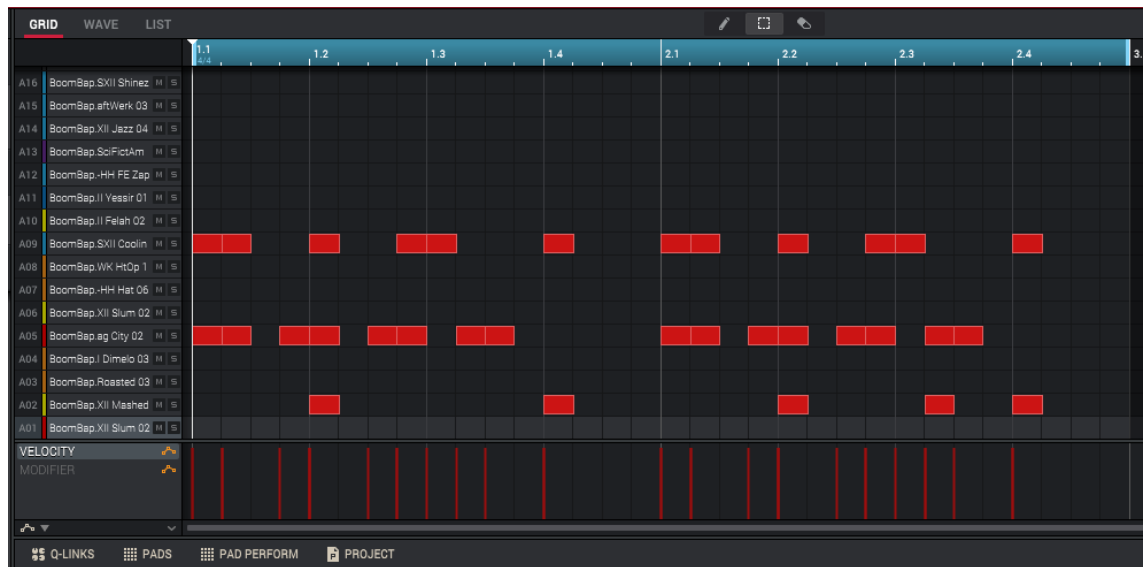 GRID WAVE LIST
1.1 1.2 1.3 1.4 2.1 2.2 2.3 2.4 3.
4/4
A16 BoomBap.SXII Shinez M S
A15 BoomBap.aftWerk 03 M S
A14 BoomBap.XII Jazz 04 M S
A13 BoomBap.SciFictAm M S
A12 BoomBap.-HH FE Zap M S
A11 BoomBap.II Yessir 01 M S
A10 BoomBap.II Felah 02 M S
A09 BoomBap.SXII Coolin M S
A08 BoomBap.WK HtOp 1 M S
A07 BoomBap.-HH Hat 06 M S
A06 BoomBap.XII Slum 02 M S
A05 BoomBap.ag City 02 M S
A04 BoomBap.I Dimelo 03 M S
A03 BoomBap.Roasted 03 M S
A02 BoomBap.XII Mashed M S
A01 BoomBap.XII Slum 02 M S
VELOCITY
MODIFIER
Q-LINKS PADS PAD PERFORM P PROJECT